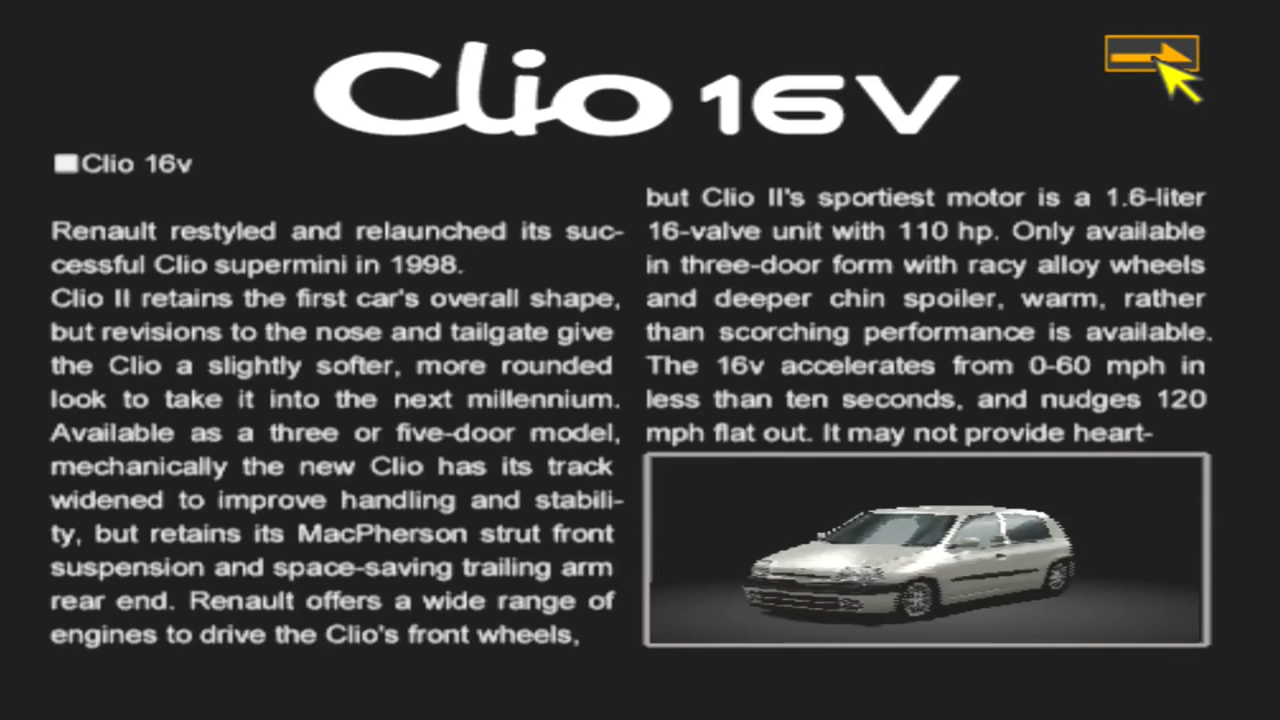 Clio 16V
Clio 16v
Renault restyled and relaunched its suc-
cessful Clio supermini in 1998.
Clio II retains the first car's overall shape,
but revisions to the nose and tailgate give
the Clio a slightly softer, more rounded
look to take it into the next millennium.
Available as a three or five-door model,
mechanically the new Clio has its track
widened to improve handling and stabili-
ty, but retains its MacPherson strut front
suspension and space-saving trailing arm
rear end. Renault offers a wide range of
engines to drive the Clio's front wheels,
but Clio II's sportiest motor is a 1.6-liter
16-valve unit with 110 hp. Only available
in three-door form with racy alloy wheels
and deeper chin spoiler, warm, rather
than scorching performance is available.
The 16v accelerates from 0-60 mph in
less than ten seconds, and nudges 120
mph flat out. It may not provide heart-